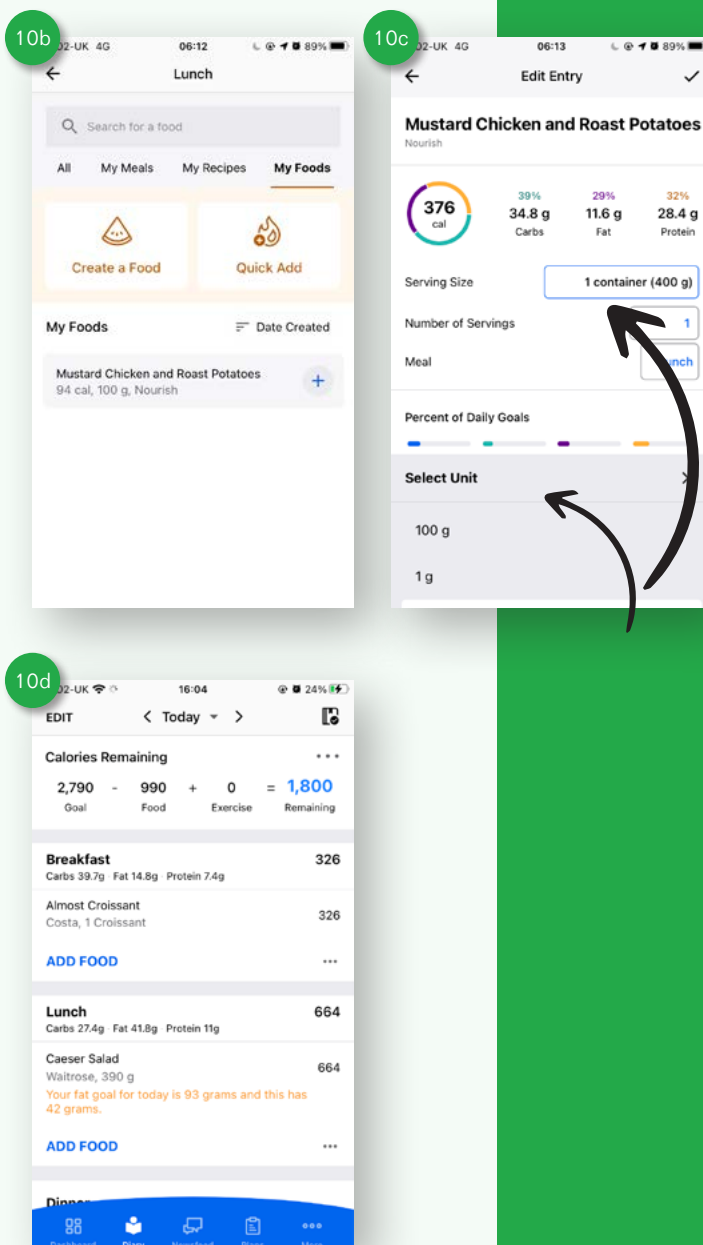 10b
O2-UK 4G 06:12 89%
Lunch
Search for a food
All My Meals My Recipes My Foods
Create a Food Quick Add
My Foods Date Created
Mustard Chicken and Roast Potatoes
94 cal, 100 g, Nourish
10c
O2-UK 4G 06:13 89%
Edit Entry
Mustard Chicken and Roast Potatoes
Nourish
39% 29% 32%
376 34.8 g 11.6 g 28.4 g
cal Carbs Fat Protein
Serving Size 1 container (400 g)
Number of Servings 1
Meal
Percent of Daily Goals
Select Unit
100 g
1 g
10d
O2-UK 16:04 24%
EDIT < Today >
Calories Remaining
2,790 - 990 + 0 = 1,800
Goal Food Exercise Remaining
Breakfast 326
Carbs 39.7g · Fat 14.8g · Protein 7.4g
Almost Croissant
Costa, 1 Croissant 326
ADD FOOD
Lunch 664
Carbs 27.4g · Fat 41.8g · Protein 11g
Caeser Salad
Waitrose, 390 g 664
Your fat goal for today is 93 grams and this has
42 grams.
ADD FOOD
Dinner
Dashboard Diary Newsfeed Plans More